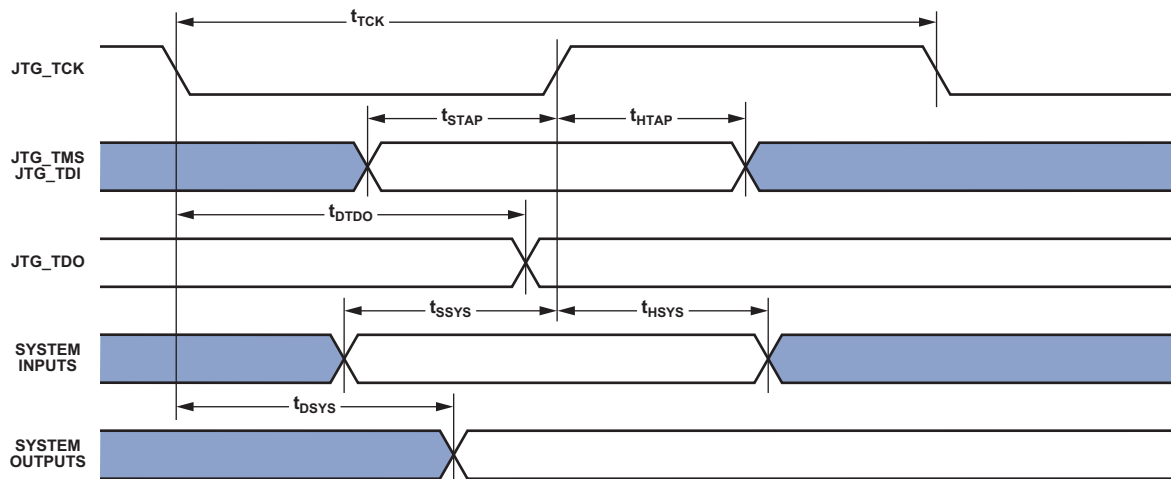 tTCK
JTG_TCK
tSTAP
tHTAP
JTG_TMS
JTG_TDI
tDTDO
JTG_TDO
tSSYS
tHSYS
SYSTEM
INPUTS
tDSYS
SYSTEM
OUTPUTS